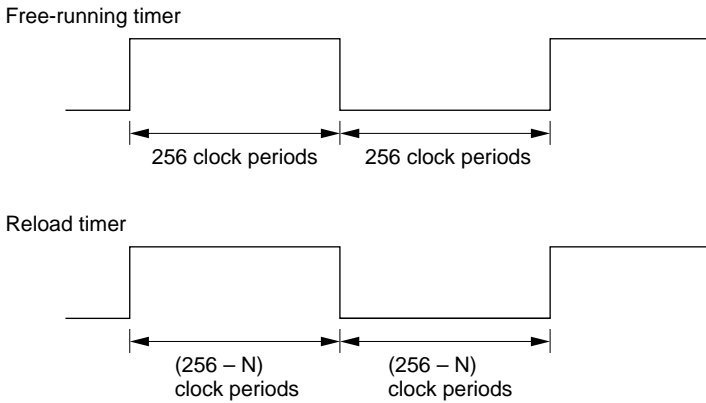 Free-running timer
256 clock periods
256 clock periods
Reload timer
(256 – N)
clock periods
(256 – N)
clock periods